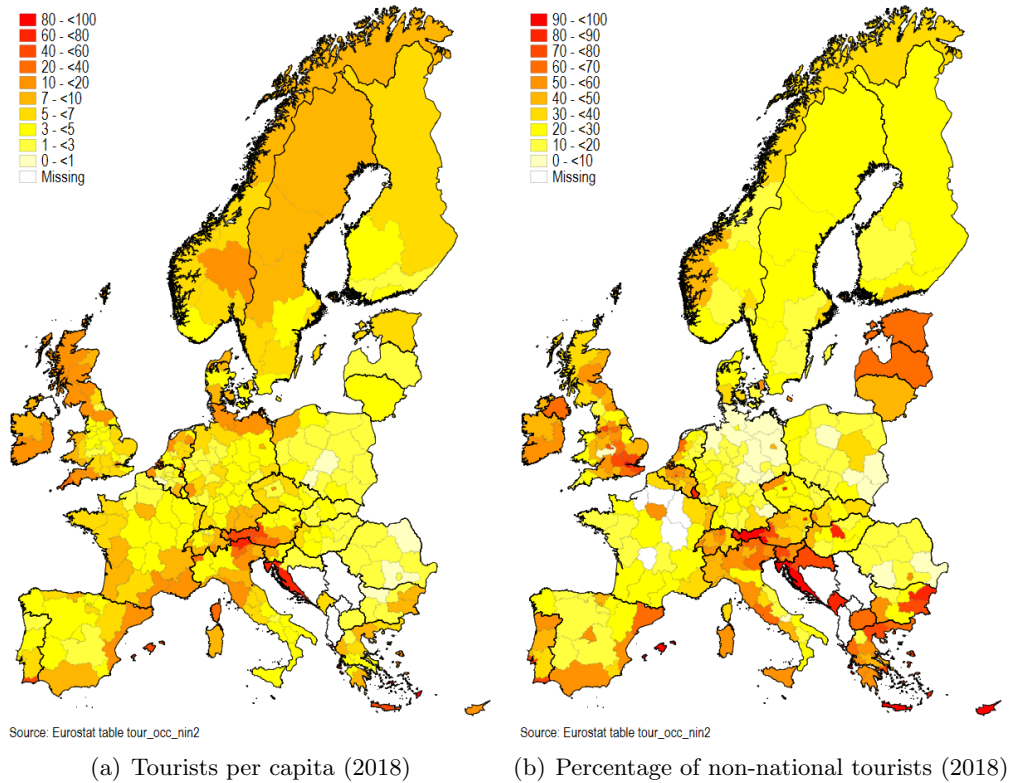 80 - <100
60 - <80
40 - <60
20 - <40
10 - <20
7 - <10
5 - <7
3 - <5
1 - <3
0 - <1
Missing
Source: Eurostat table tour_occ_nin2
(a) Tourists per capita (2018)
90 - <100
80 - <90
70 - <80
60 - <70
50 - <60
40 - <50
30 - <40
20 - <30
10 - <20
0 - <10
Missing
Source: Eurostat table tour_occ_nin2
(b) Percentage of non-national tourists (2018)